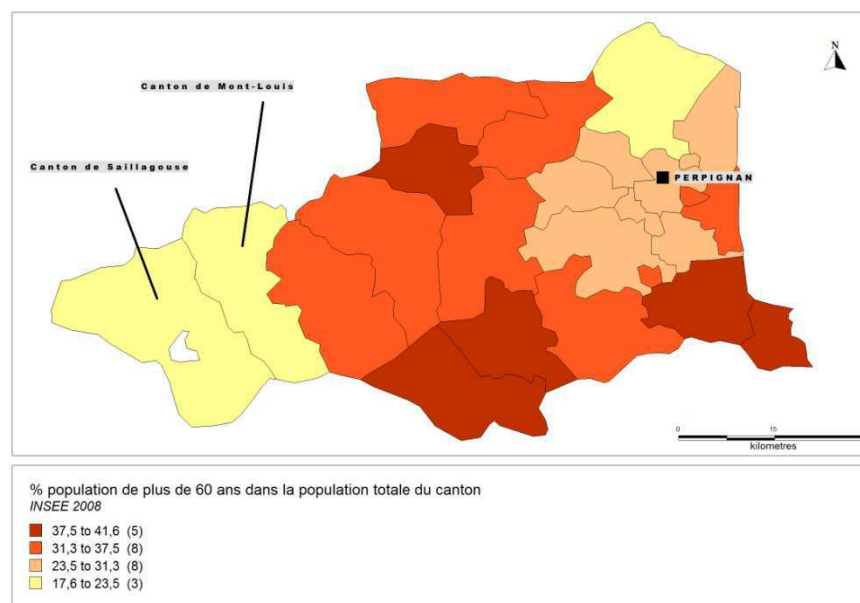 N
Canton de Mont-Louis
Canton de Saillagouse
PERPIGNAN
0 15
kilometres
% population de plus de 60 ans dans la population totale du canton
INSEE 2008
37,5 to 41,6 (5)
31,3 to 37,5 (8)
23,5 to 31,3 (8)
17,6 to 23,5 (3)